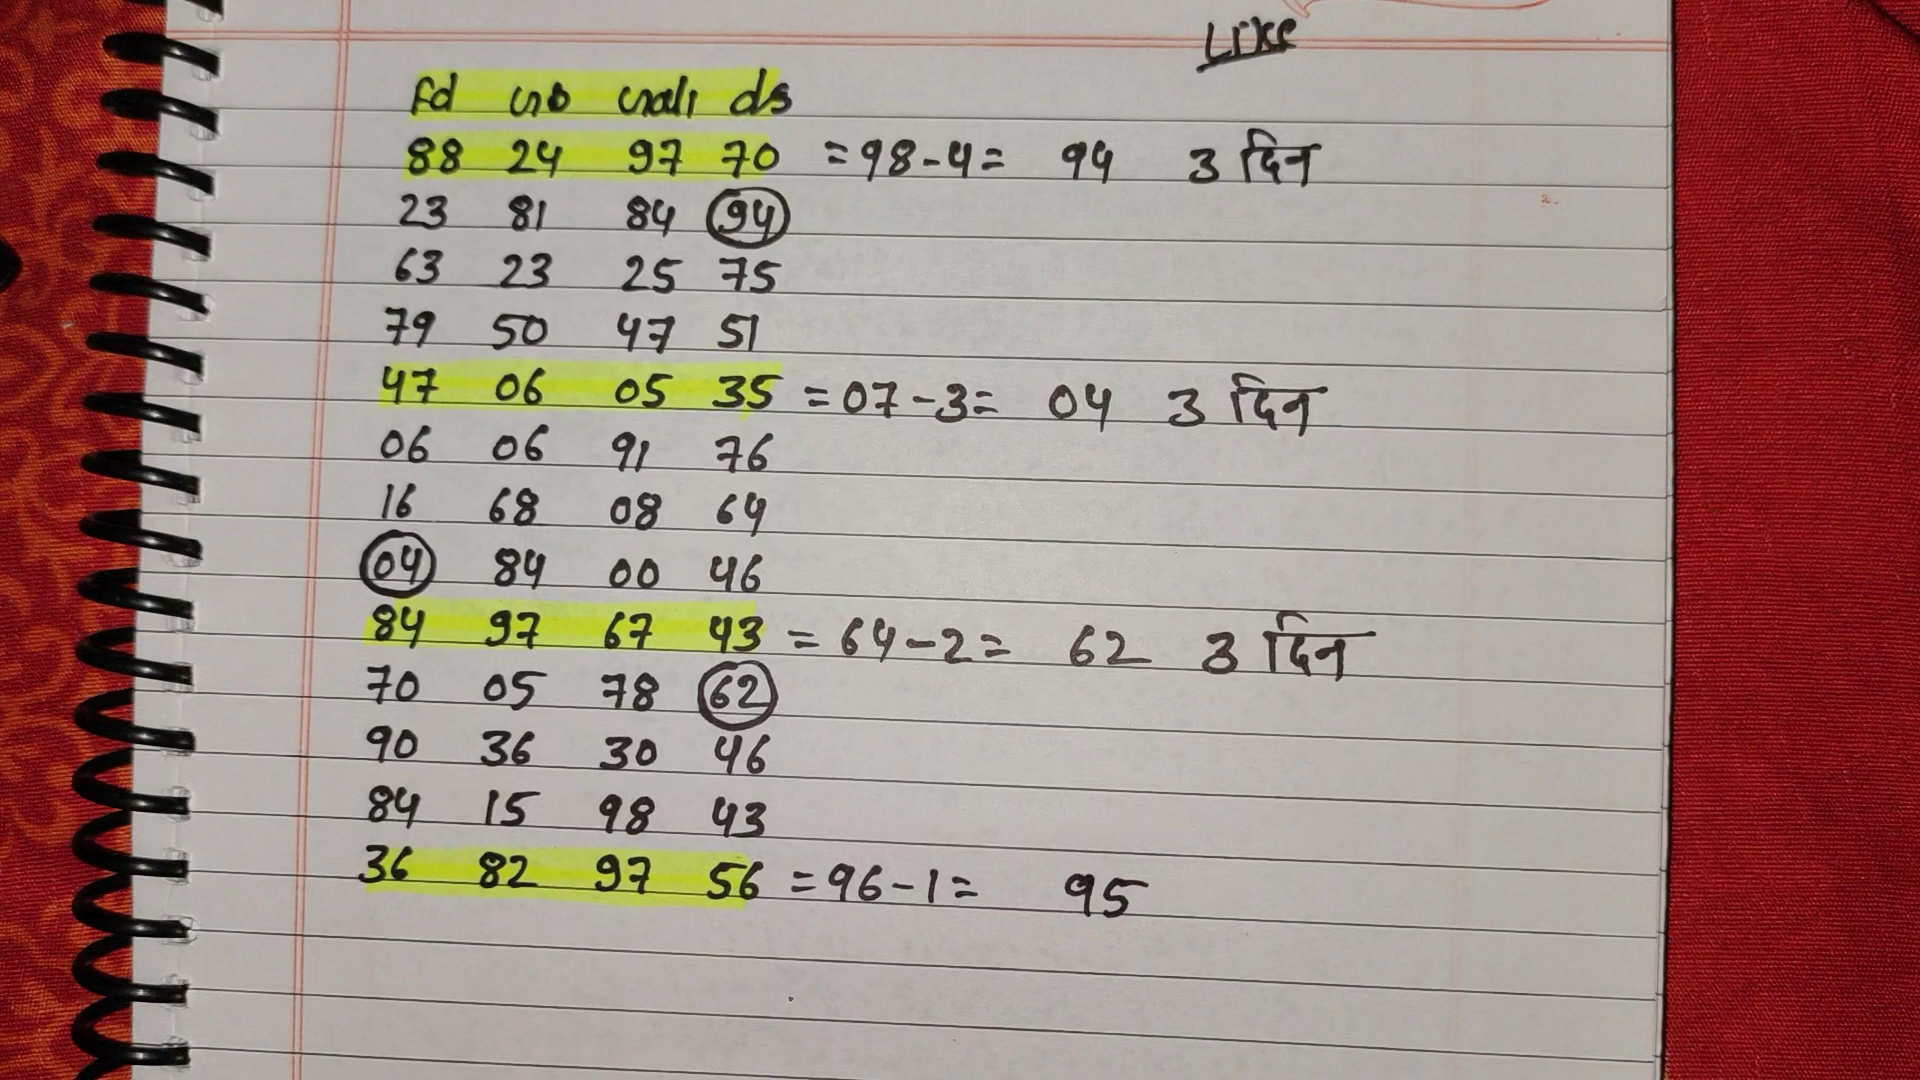 Like
Fd GB Gali ds
88 24 97 70 =98-4= 94 3 दिन
23 81 84 94
63 23 25 75
79 50 47 51
47 06 05 35 =07-3= 04 3 दिन
06 06 91 76
16 68 08 64
04 84 00 46
84 97 67 43 =64-2= 62 3 दिन
70 05 78 62
90 36 30 46
84 15 98 43
36 82 97 56 =96-1= 95